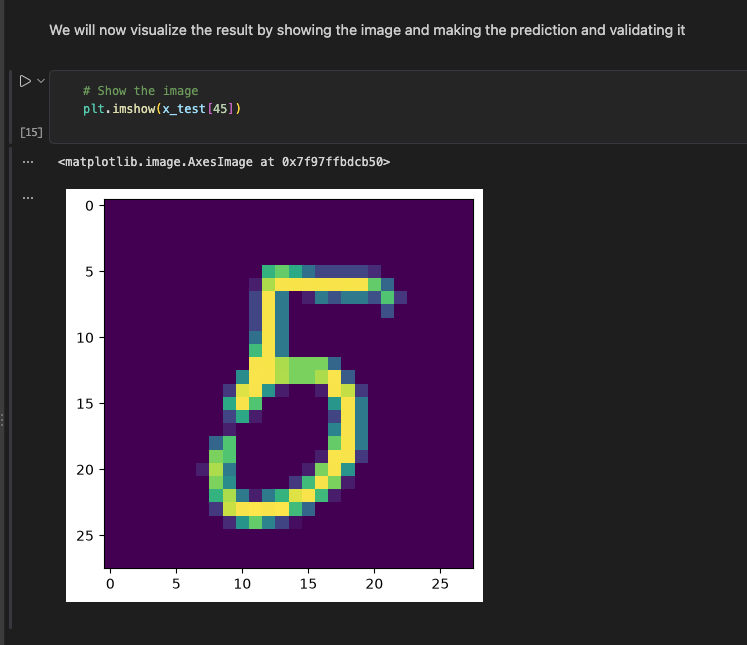 We will now visualize the result by showing the image and making the prediction and validating it
# Show the image
plt.imshow(x_test[45])
[15]
<matplotlib.image.AxesImage at 0x7f97ffbdcb50>
0
5
10
15
20
25
0 5 10 15 20 25
5